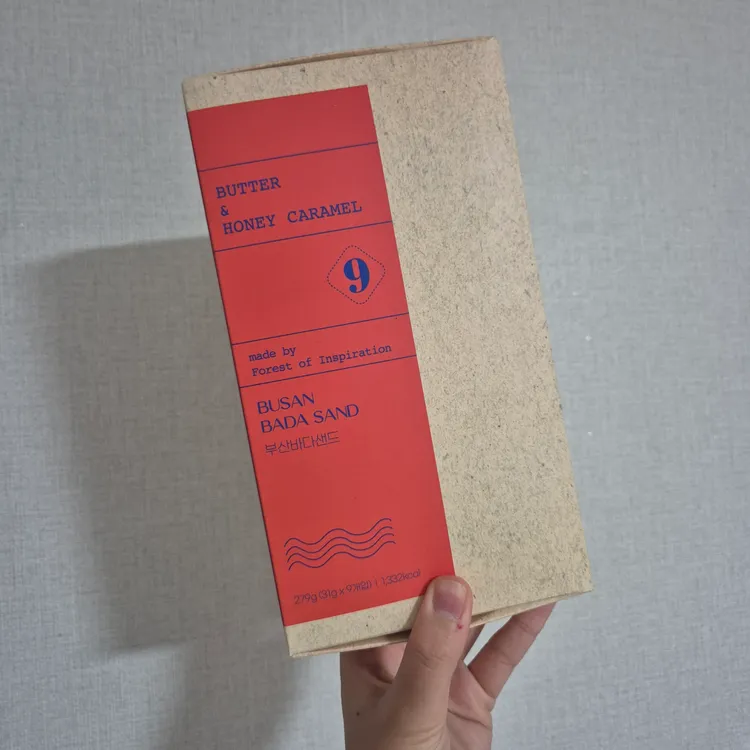 BUTTER
&
HONEY CARAMEL
9
made by
Forest of Inspiration
BUSAN
BADA SAND
부산바다샌드
279g (31g x 9개입) | 1,332kcal